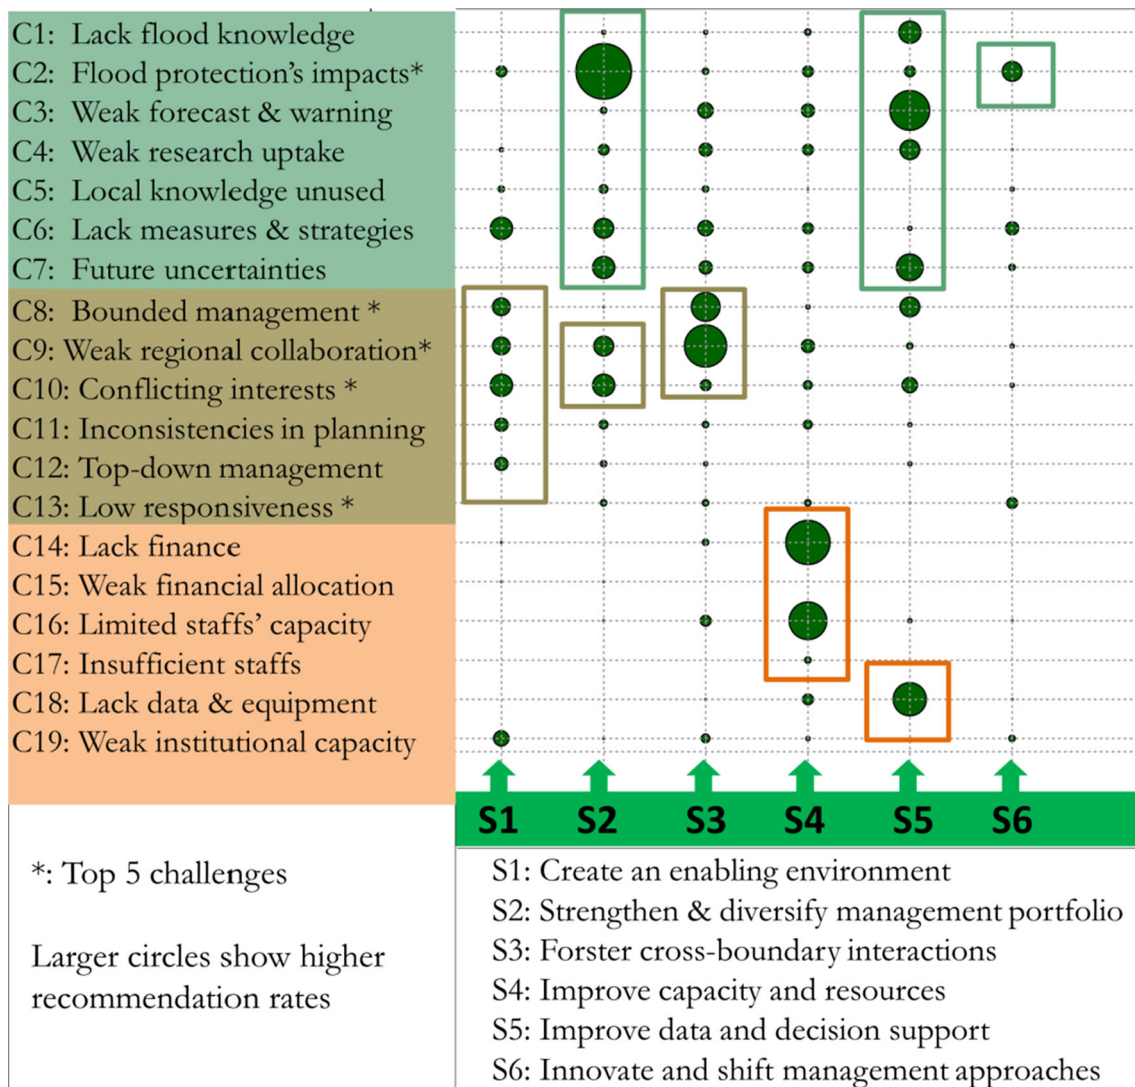 C1: Lack flood knowledge
C2: Flood protection's impacts*
C3: Weak forecast & warning
C4: Weak research uptake
C5: Local knowledge unused
C6: Lack measures & strategies
C7: Future uncertainties
C8: Bounded management *
C9: Weak regional collaboration*
C10: Conflicting interests *
C11: Inconsistencies in planning
C12: Top-down management
C13: Low responsiveness *
C14: Lack finance
C15: Weak financial allocation
C16: Limited staffs' capacity
C17: Insufficient staffs
C18: Lack data & equipment
C19: Weak institutional capacity
S1 S2 S3 S4 S5 S6
*: Top 5 challenges
Larger circles show higher
recommendation rates
S1: Create an enabling environment
S2: Strengthen & diversify management portfolio
S3: Forster cross-boundary interactions
S4: Improve capacity and resources
S5: Improve data and decision support
S6: Innovate and shift management approaches